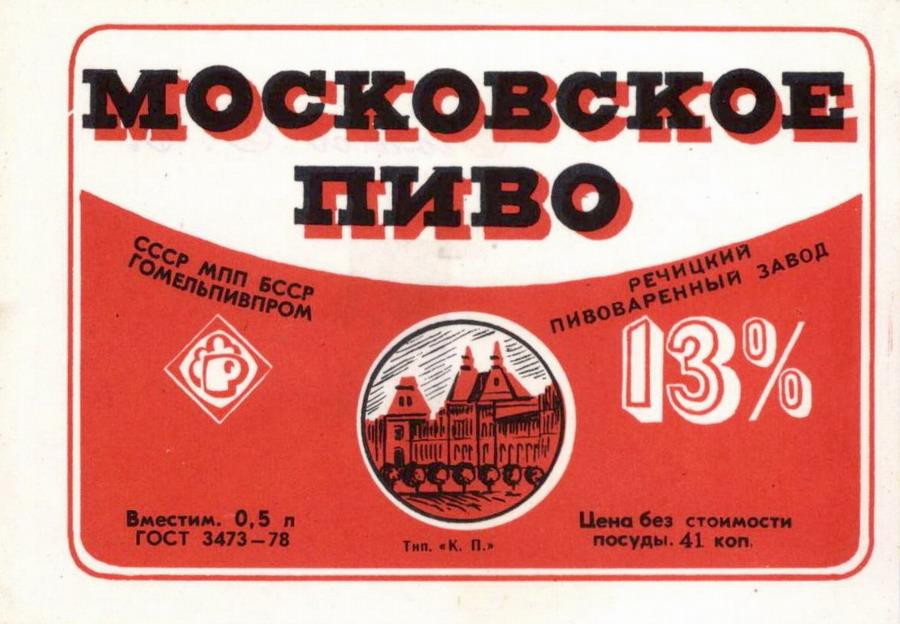 МОСКОВСКОЕ
ПИВО
СССР МПП БССР
ГОМЕЛЬПИВПРОМ
РЕЧИЦКИЙ
ПИВОВАРЕННЫЙ ЗАВОД
13%
Вместим. 0,5 л
ГОСТ 3473–78
Тип. «К. П.»
Цена без стоимости
посуды. 41 коп.